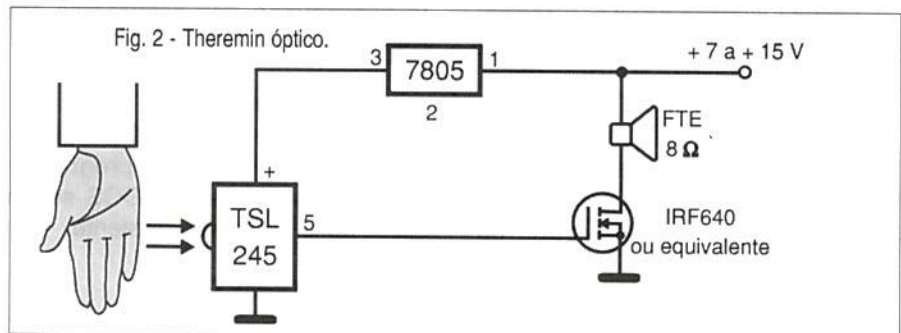 Fig. 2 - Theremin óptico.
3
7805
1
2
+ 7 a + 15 V
FTE
8 Ω
+
TSL
245
5
IRF640
ou equivalente